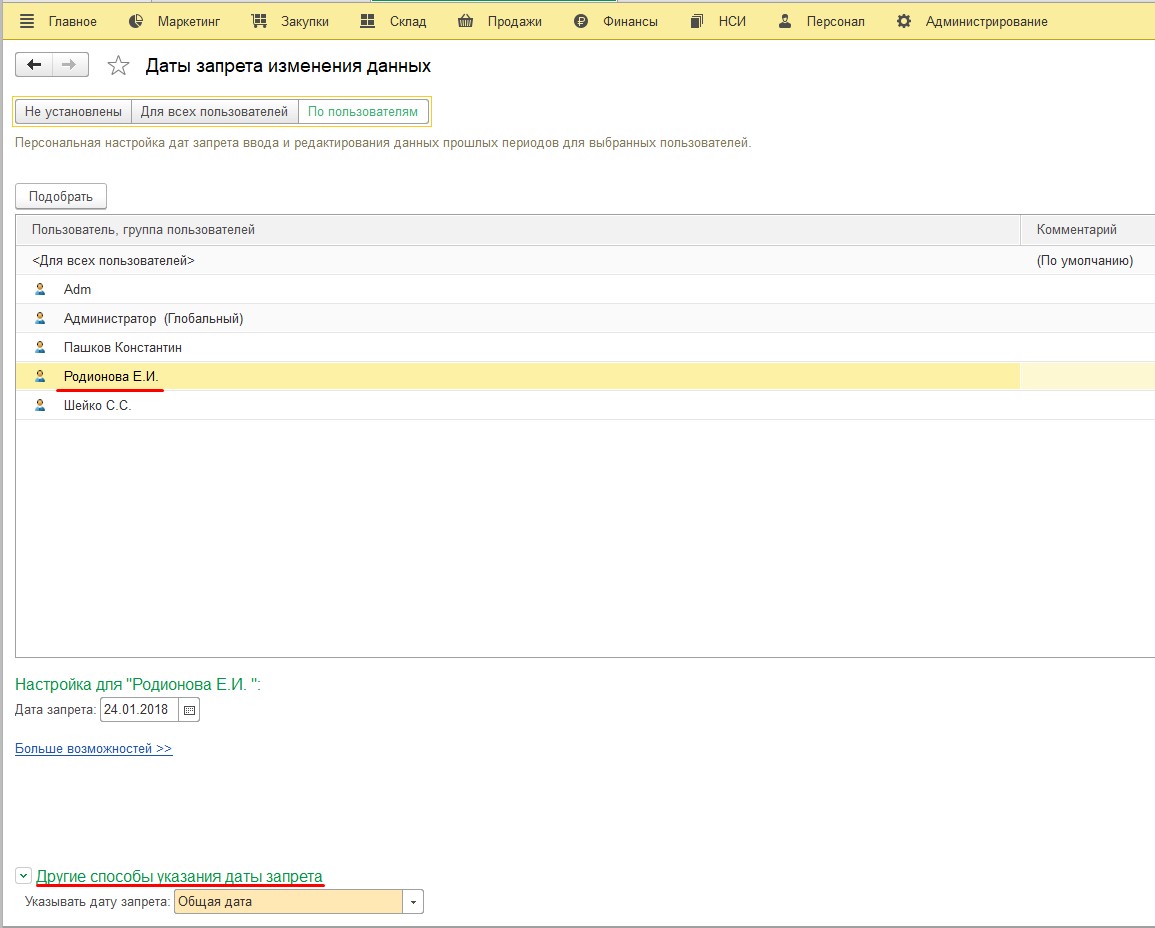 Главное Маркетинг Закупки Склад Продажи Финансы НСИ Персонал Администрирование
Даты запрета изменения данных
Не установлены Для всех пользователей По пользователям
Персональная настройка дат запрета ввода и редактирования данных прошлых периодов для выбранных пользователей.
Подобрать
Пользователь, группа пользователей Комментарий
<Для всех пользователей> (По умолчанию)
Adm
Администратор (Глобальный)
Пашков Константин
Родионова Е.И.
Шейко С.С.
Настройка для "Родионова Е.И. ":
Дата запрета: 24.01.2018
Больше возможностей >>
Другие способы указания даты запрета
Указывать дату запрета: Общая дата